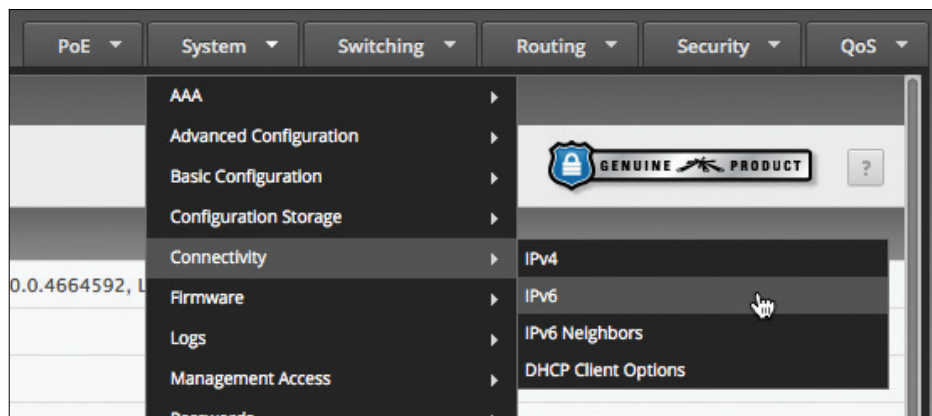 PoE System Switching Routing Security QoS
AAA
Advanced Configuration
Basic Configuration
GENUINE PRODUCT ?
Configuration Storage
Connectivity
IPv4
0.0.4664592, L
Firmware
IPv6
Logs
IPv6 Neighbors
Management Access
DHCP Client Options
Passwords